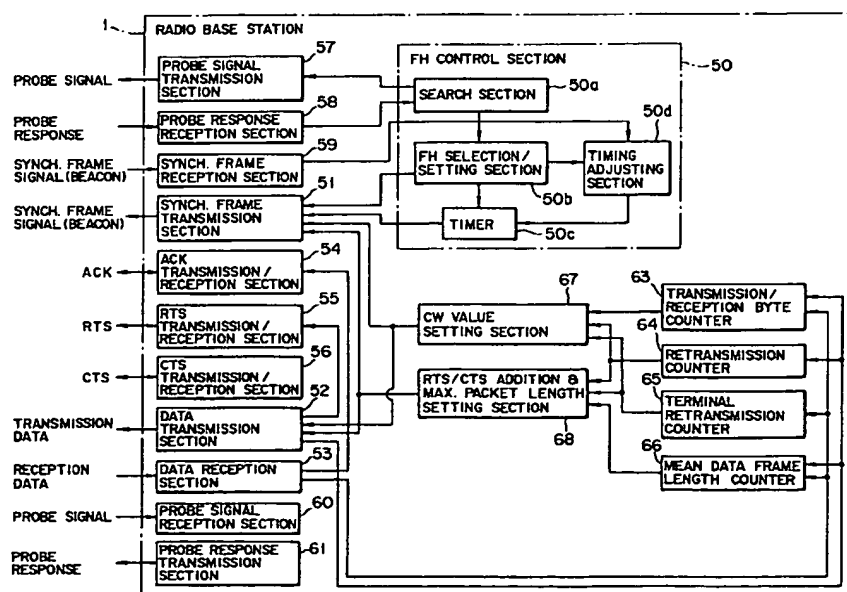 1
RADIO BASE STATION
57
PROBE SIGNAL
PROBE SIGNAL
TRANSMISSION
SECTION
58
PROBE
RESPONSE
PROBE RESPONSE
RECEPTION SECTION
59
SYNCH. FRAME
SIGNAL (BEACON)
SYNCH. FRAME
RECEPTION SECTION
51
SYNCH. FRAME
SIGNAL (BEACON)
SYNCH. FRAME
TRANSMISSION
SECTION
54
ACK
ACK
TRANSMISSION/
RECEPTION SECTION
55
RTS
RTS
TRANSMISSION/
RECEPTION SECTION
56
CTS
CTS
TRANSMISSION/
RECEPTION SECTION
52
TRANSMISSION
DATA
DATA
TRANSMISSION
SECTION
53
RECEPTION
DATA
DATA RECEPTION
SECTION
60
PROBE SIGNAL
PROBE SIGNAL
RECEPTION SECTION
61
PROBE
RESPONSE
PROBE RESPONSE
TRANSMISSION
SECTION
FH CONTROL SECTION
50
SEARCH SECTION
50a
FH SELECTION/
SETTING SECTION
50b
TIMER
50c
TIMING
ADJUSTING
SECTION
50d
67
CW VALUE
SETTING SECTION
RTS/CTS ADDITION &
MAX. PACKET LENGTH
SETTING SECTION
68
63
TRANSMISSION/
RECEPTION BYTE
COUNTER
64
RETRANSMISSION
COUNTER
65
TERMINAL
RETRANSMISSION
COUNTER
66
MEAN DATA FRAME
LENGTH COUNTER